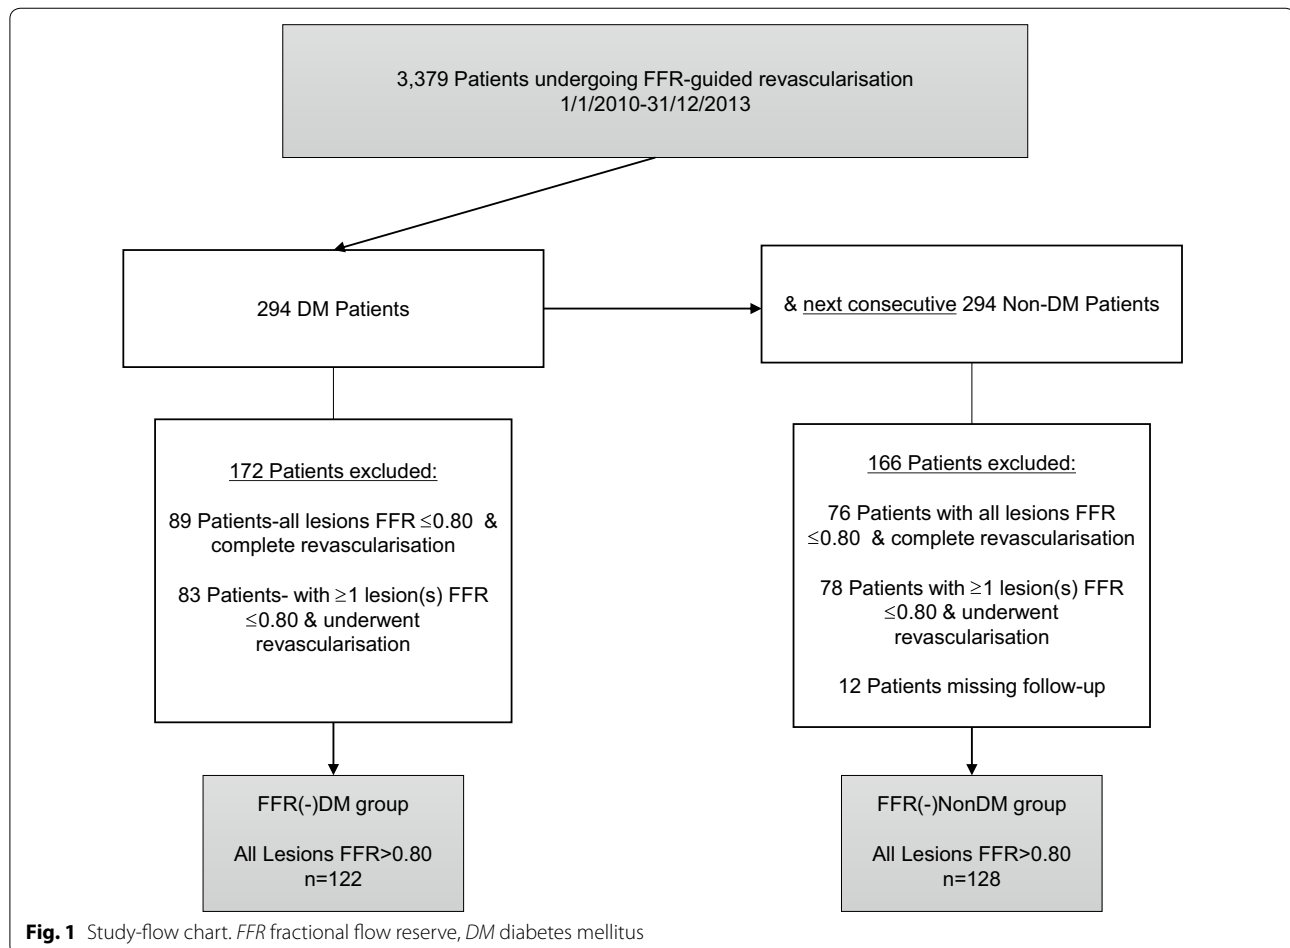 3,379 Patients undergoing FFR-guided revascularisation
1/1/2010-31/12/2013
294 DM Patients
& next consecutive 294 Non-DM Patients
172 Patients excluded:
89 Patients-all lesions FFR ≤0.80 &
complete revascularisation
83 Patients- with ≥1 lesion(s) FFR
≤0.80 & underwent
revascularisation
166 Patients excluded:
76 Patients with all lesions FFR
≤0.80 & complete revascularisation
78 Patients with ≥1 lesion(s) FFR
≤0.80 & underwent
revascularisation
12 Patients missing follow-up
FFR(-)DM group
All Lesions FFR>0.80
n=122
FFR(-)NonDM group
All Lesions FFR>0.80
n=128
Fig. 1 Study-flow chart. FFR fractional flow reserve, DM diabetes mellitus